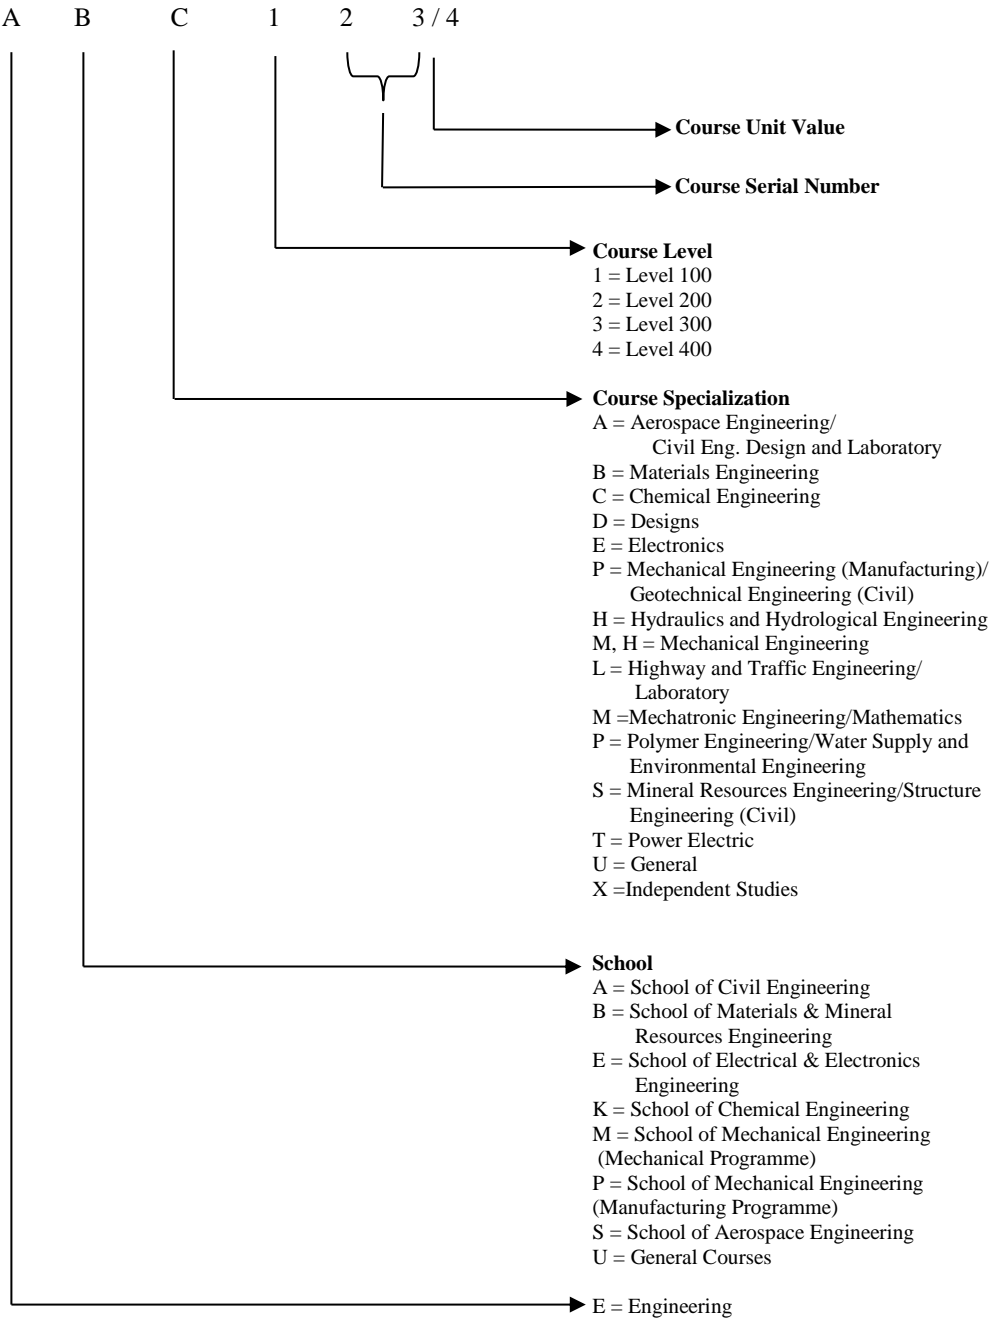 A B C 1 2 3 / 4
Course Unit Value
Course Serial Number
Course Level
1 = Level 100
2 = Level 200
3 = Level 300
4 = Level 400
Course Specialization
A = Aerospace Engineering/
Civil Eng. Design and Laboratory
B = Materials Engineering
C = Chemical Engineering
D = Designs
E = Electronics
P = Mechanical Engineering (Manufacturing)/
Geotechnical Engineering (Civil)
H = Hydraulics and Hydrological Engineering
M, H = Mechanical Engineering
L = Highway and Traffic Engineering/
Laboratory
M =Mechatronic Engineering/Mathematics
P = Polymer Engineering/Water Supply and
Environmental Engineering
S = Mineral Resources Engineering/Structure
Engineering (Civil)
T = Power Electric
U = General
X =Independent Studies
School
A = School of Civil Engineering
B = School of Materials & Mineral
Resources Engineering
E = School of Electrical & Electronics
Engineering
K = School of Chemical Engineering
M = School of Mechanical Engineering
(Mechanical Programme)
P = School of Mechanical Engineering
(Manufacturing Programme)
S = School of Aerospace Engineering
U = General Courses
E = Engineering